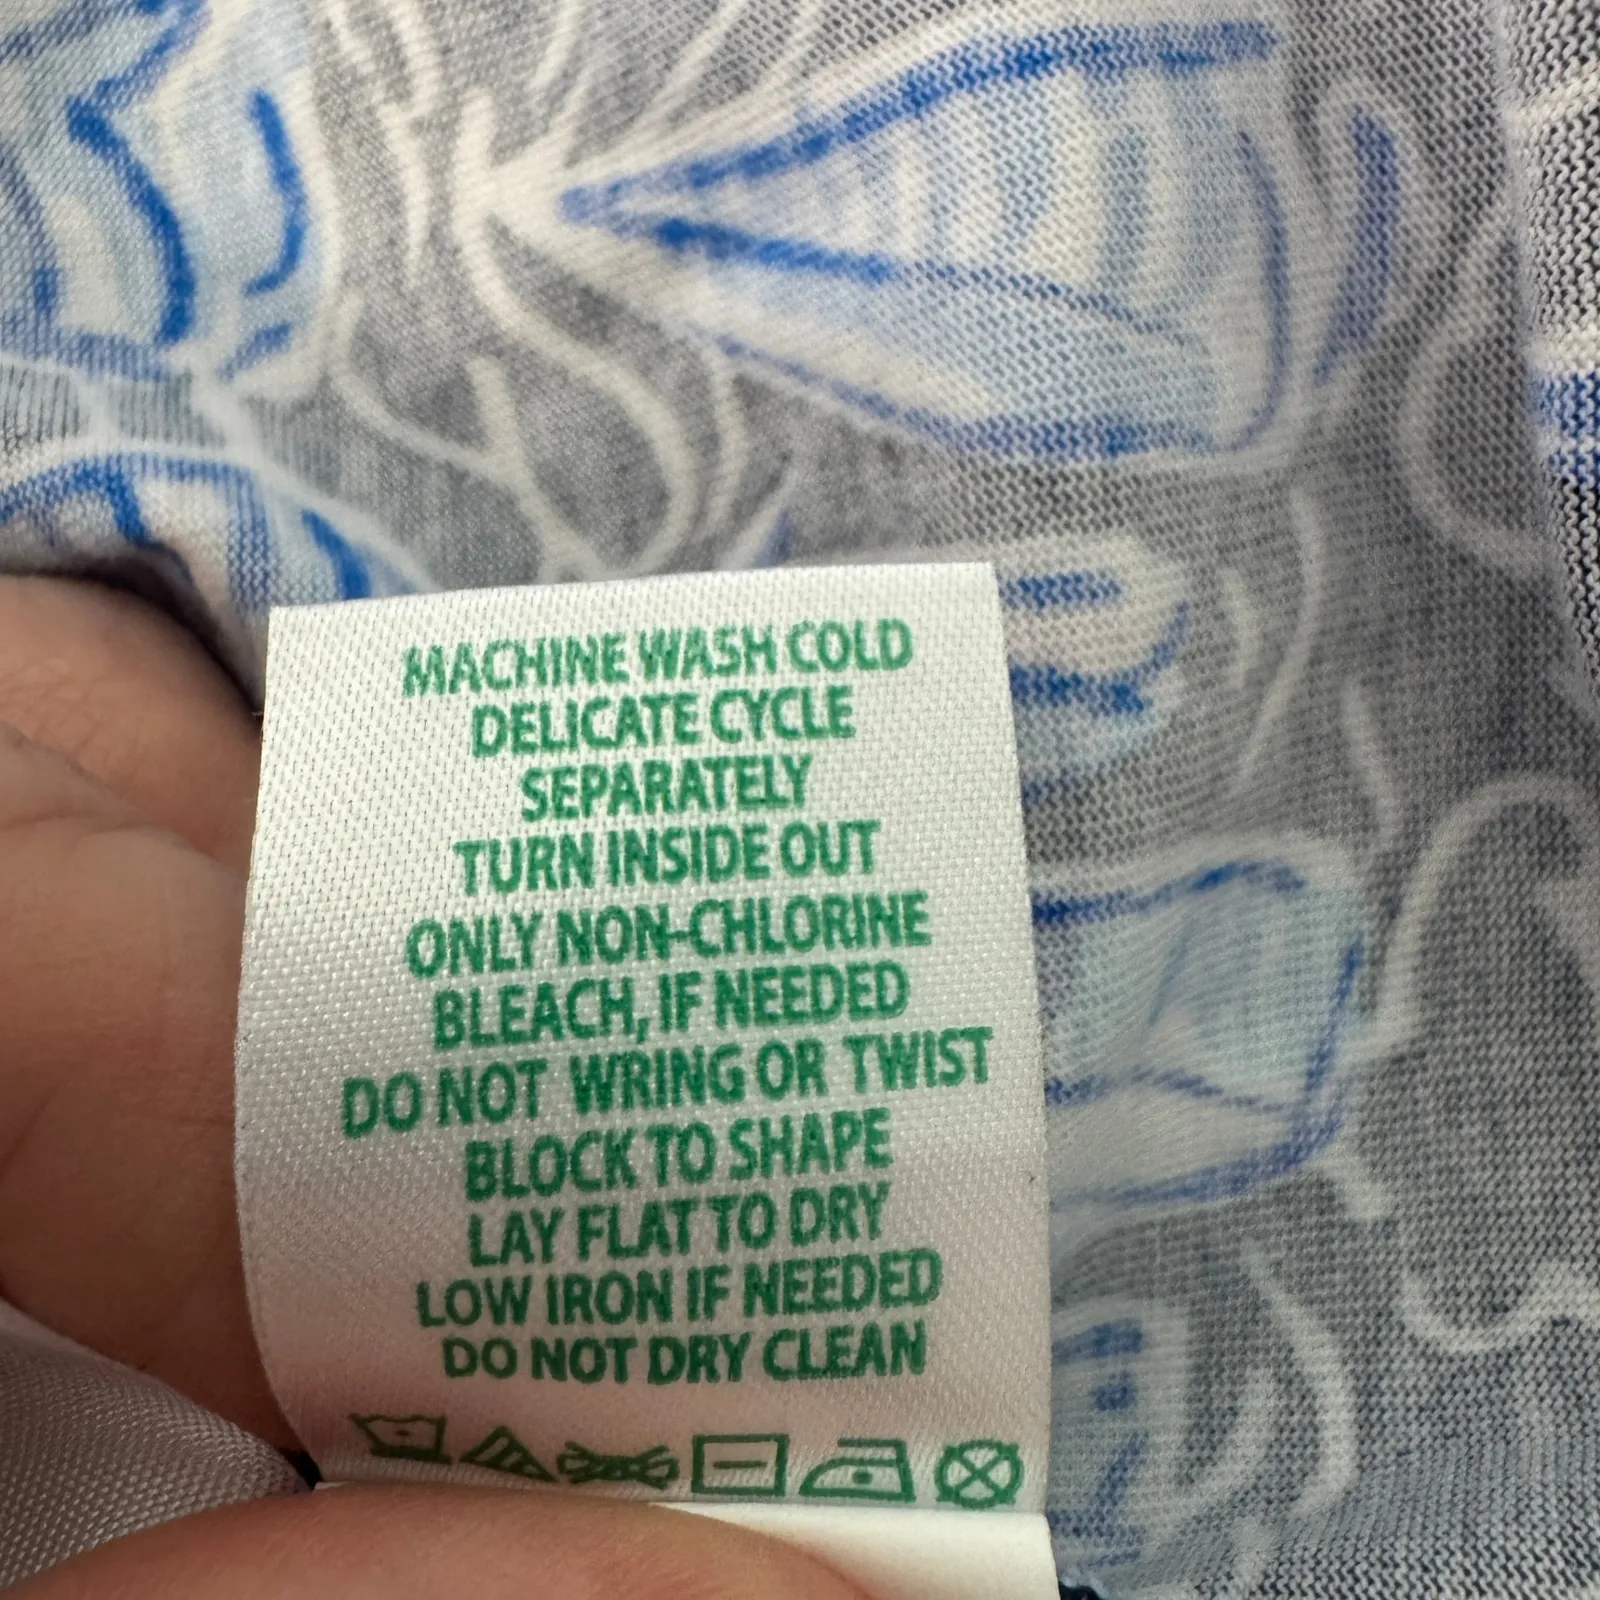 MACHINE WASH COLD
DELICATE CYCLE
SEPARATELY
TURN INSIDE OUT
ONLY NON-CHLORINE
BLEACH, IF NEEDED
DO NOT WRING OR TWIST
BLOCK TO SHAPE
LAY FLAT TO DRY
LOW IRON IF NEEDED
DO NOT DRY CLEAN